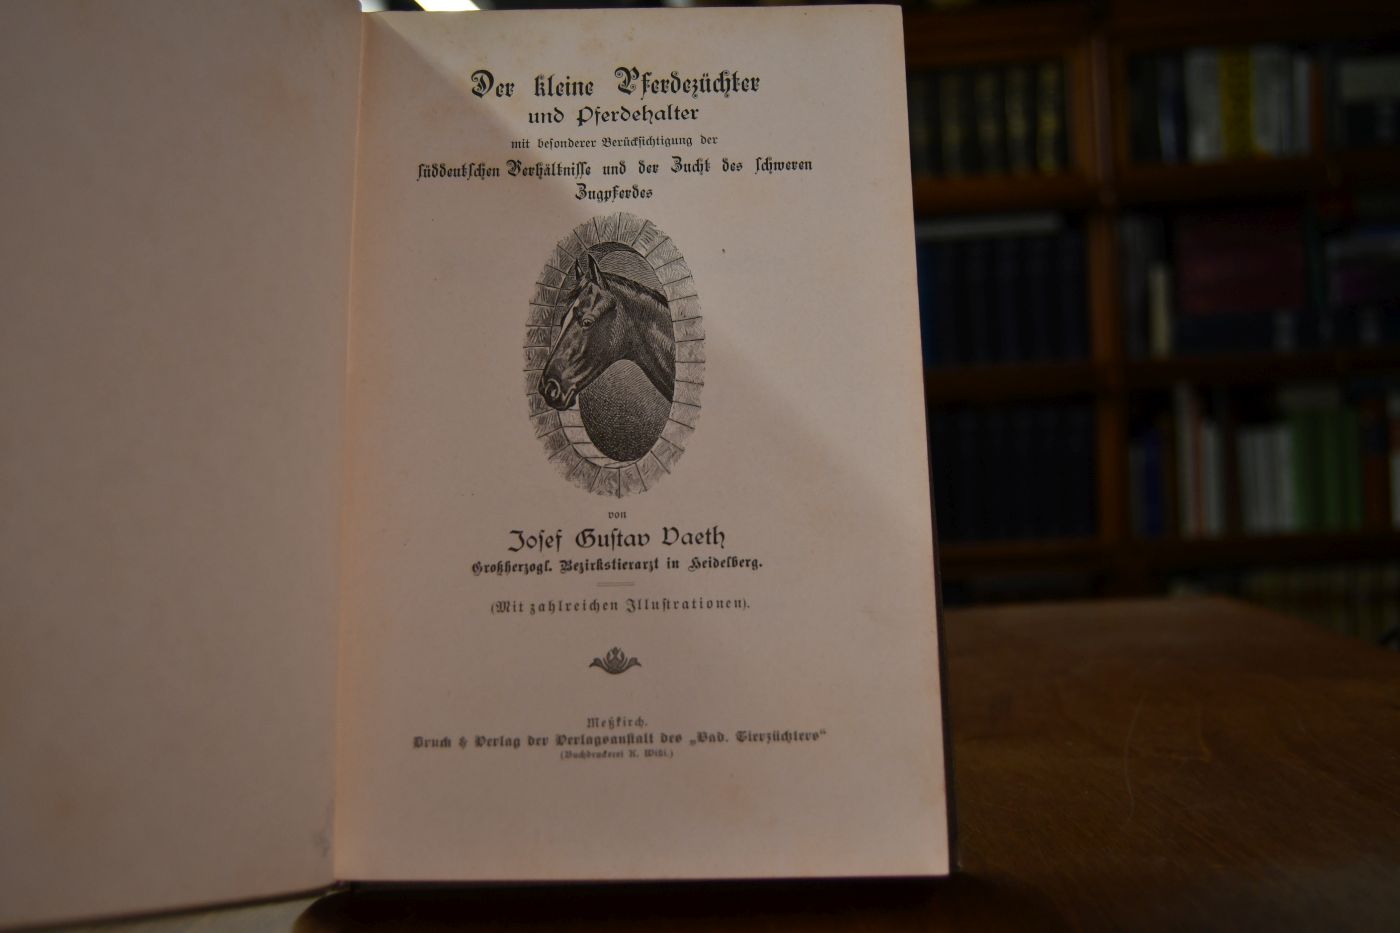 Der kleine Pferdezüchter
und Pferdehalter
mit besonderer Berücksichtigung der
süddeutschen Verhältnisse und der Zucht des schweren
Zugpferdes
von
Josef Gustav Vaeth
Großherzogl. Bezirkstierarzt in Heidelberg.
(Mit zahlreichen Illustrationen).
Meßkirch.
Druck & Verlag der Verlagsanstalt des „Bad. Tierzüchters“
(Buchdruckerei K.